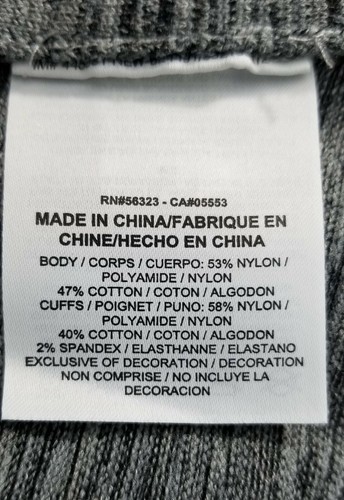 RN#56323 - CA#05553
MADE IN CHINA/FABRIQUE EN
CHINE/HECHO EN CHINA
BODY / CORPS / CUERPO: 53% NYLON /
POLYAMIDE / NYLON
47% COTTON / COTON / ALGODON
CUFFS / POIGNET / PUNO: 58% NYLON /
POLYAMIDE / NYLON
40% COTTON / COTON / ALGODON
2% SPANDEX / ELASTHANNE / ELASTANO
EXCLUSIVE OF DECORATION / DECORATION
NON COMPRISE / NO INCLUYE LA
DECORACION